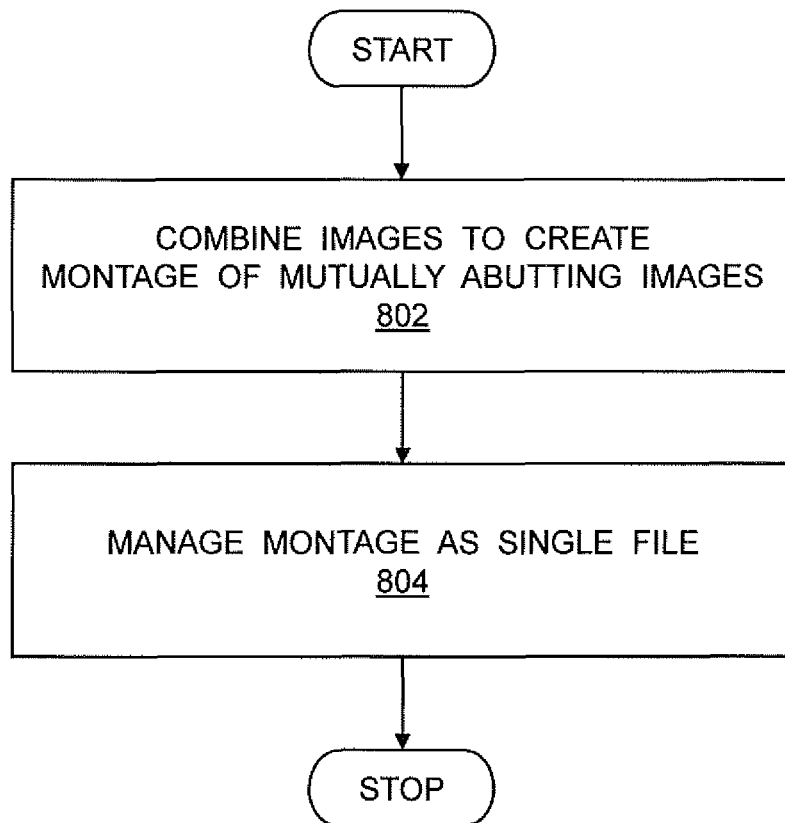 START
COMBINE IMAGES TO CREATE
MONTAGE OF MUTUALLY ABUTTING IMAGES
802
MANAGE MONTAGE AS SINGLE FILE
804
STOP